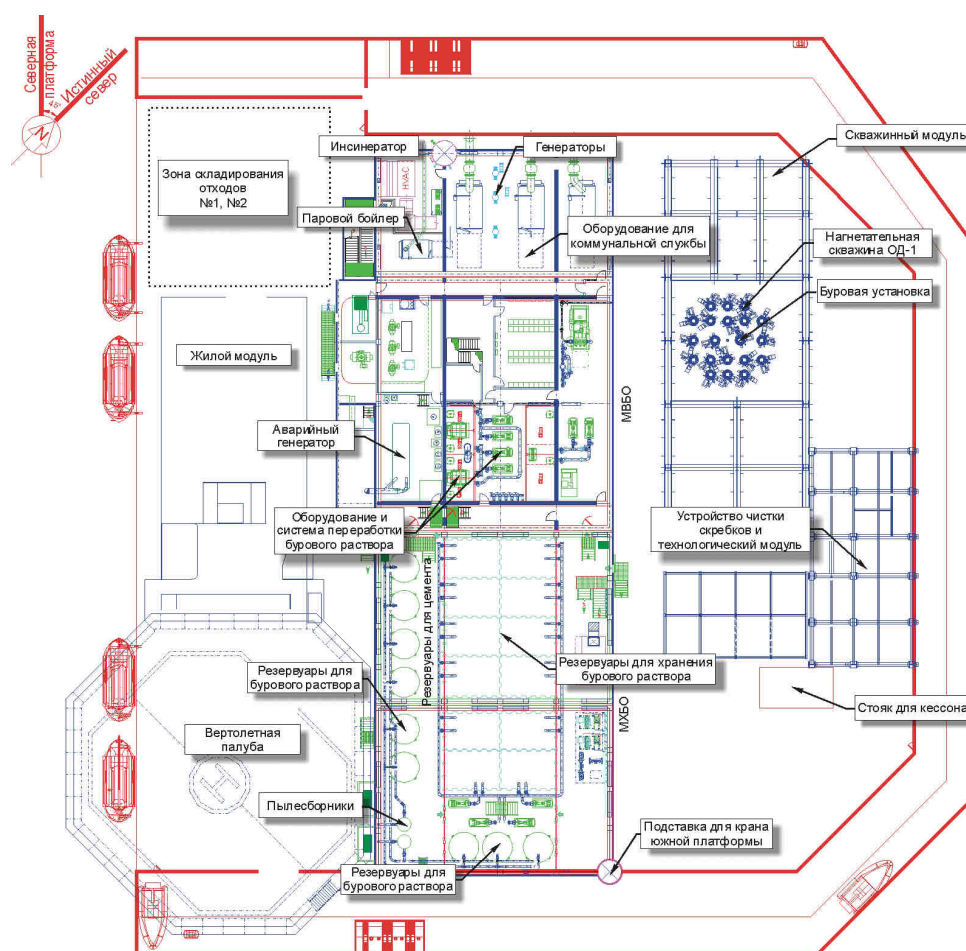 Северная
платформа
Истинный
север
45°
N
Инсинератор
Генераторы
Скважинный модуль
Зона складирования
отходов
№1, №2
HVAC
Паровой бойлер
Оборудование для
коммунальной службы
Нагнетательная
скважина ОД-1
Буровая установка
Жилой модуль
МВБО
Аварийный
генератор
Оборудование и
система переработки
бурового раствора
Устройство чистки
скребков и
технологический модуль
Резервуары для цемента
Резервуары для
бурового раствора
Резервуары для хранения
бурового раствора
МХБО
Стояк для кессона
Вертолетная
палуба
H
Пылесборники
Подставка для крана
южной платформы
Резервуары для
бурового раствора